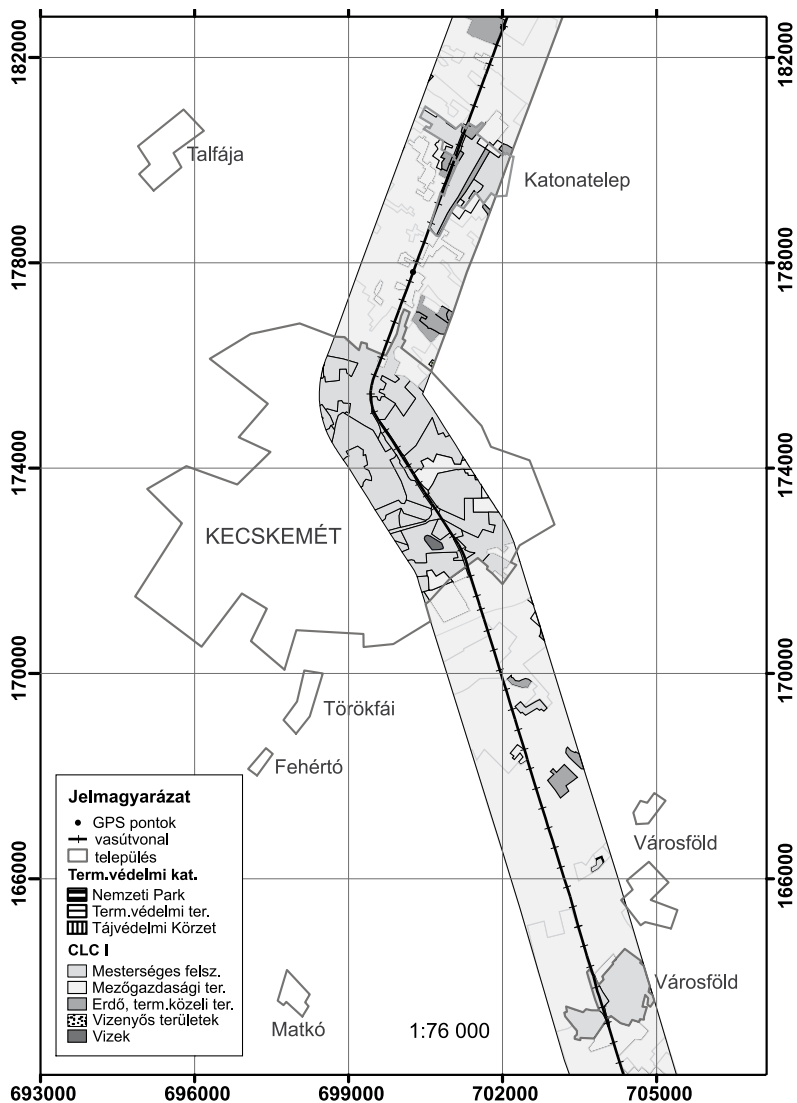 182000
182000
Talfája
Katonatelep
178000
178000
174000
174000
KECSKEMÉT
170000
170000
Törökfái
Fehértó
Jelmagyarázat
GPS pontok
vasútvonal
település
Term.védelmi kat.
Nemzeti Park
Term.védelmi ter.
Tájvédelmi Körzet
CLC I
Mesterséges felsz.
Mezőgazdasági ter.
Erdő, term.közeli ter.
Vizenyős területek
Vizek
Városföld
166000
166000
Városföld
Matkó
1:76 000
693000
696000
699000
702000
705000